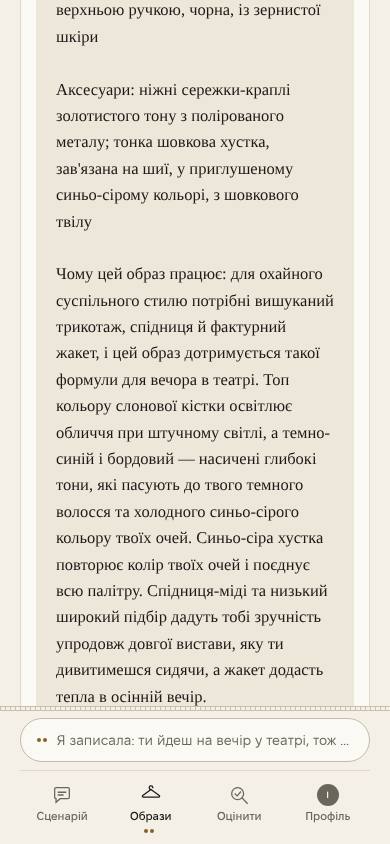 верхньою ручкою, чорна, із зернистої
шкіри
Аксесуари: ніжні сережки-краплі
золотистого тону з полірованого
металу; тонка шовкова хустка,
зав'язана на шиї, у приглушеному
синьо-сірому кольорі, з шовкового
твілу
Чому цей образ працює: для охайного
суспільного стилю потрібні вишуканий
трикотаж, спідниця й фактурний
жакет, і цей образ дотримується такої
формули для вечора в театрі. Топ
кольору слонової кістки освітлює
обличчя при штучному світлі, а темно-
синій і бордовий — насичені глибокі
тони, які пасують до твого темного
волосся та холодного синьо-сірого
кольору твоїх очей. Синьо-сіра хустка
повторює колір твоїх очей і поєднує
всю палітру. Спідниця-міді та низький
широкий підбір дадуть тобі зручність
упродовж довгої вистави, яку ти
дивитимешся сидячи, а жакет додасть
тепла в осінній вечір.
Я записала: ти йдеш на вечір у театрі, тож ...
Сценарій
Образи
Оцінити
І
Профіль